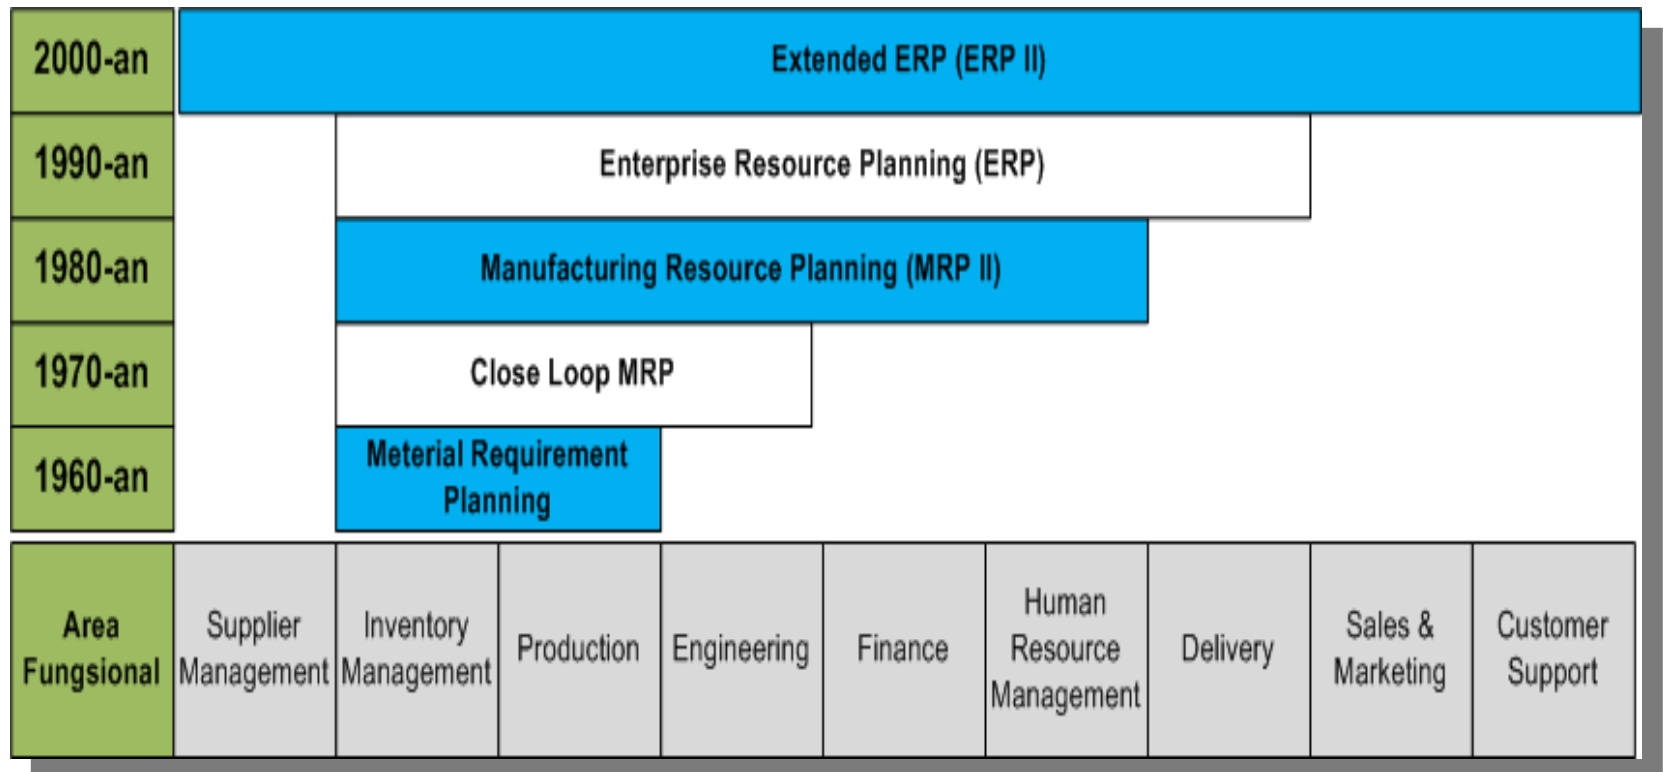 2000-an
Extended ERP (ERP II)
1990-an
Enterprise Resource Planning (ERP)
1980-an
Manufacturing Resource Planning (MRP II)
1970-an
Close Loop MRP
1960-an
Meterial Requirement
Planning
Area
Fungsional
Supplier
Management
Inventory
Management
Production
Engineering
Finance
Human
Resource
Management
Delivery
Sales &
Marketing
Customer
Support